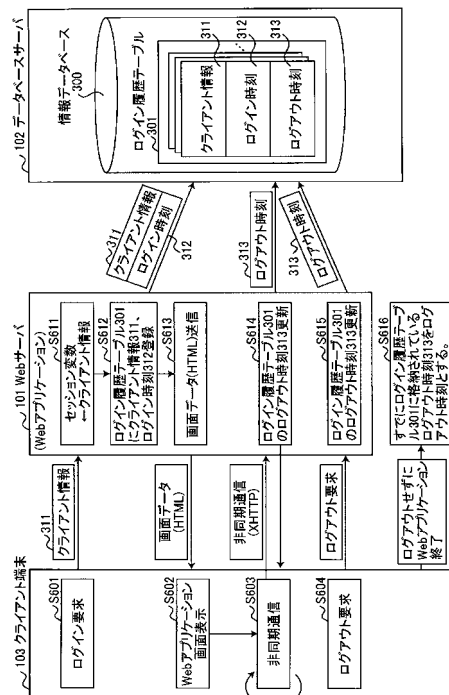 102 データベースサーバ
情報データベース
300
ログイン履歴テーブル
301
311
312
313
クライアント情報
ログイン時刻
ログアウト時刻
311
クライアント情報
ログイン時刻
312
313
ログアウト時刻
313
ログアウト時刻
101 Webサーバ
(Webアプリケーション)
S611
セッション変数
←クライアント情報
S612
ログイン履歴テーブル301
にクライアント情報311、
ログイン時刻312登録
S613
画面データ(HTML)送信
S614
ログイン履歴テーブル301
のログアウト時刻313更新
S615
ログイン履歴テーブル301
のログアウト時刻313更新
S616
すでにログイン履歴テーブ
ル301に格納されている
ログアウト時刻313をログ
アウト時刻とする。
311
クライアント情報
画面データ
(HTML)
非同期通信
(XHTTP)
ログアウト要求
ログアウトせずに
Webアプリケーション
終了
103 クライアント端末
S601
ログイン要求
S602
Webアプリケーション
画面表示
S603
非同期通信
S604
ログアウト要求